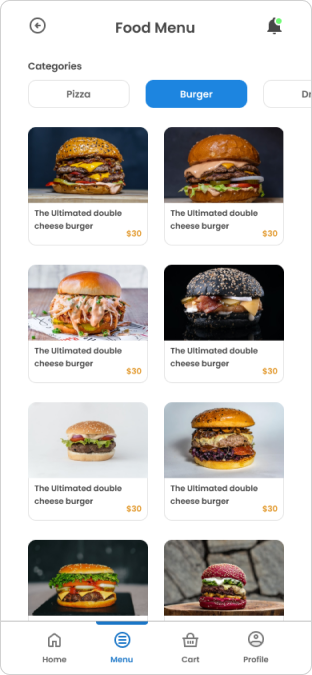 Food Menu
Categories
Pizza
Burger
Dr
The Ultimated double
cheese burger
$30
The Ultimated double
cheese burger
$30
The Ultimated double
cheese burger
$30
The Ultimated double
cheese burger
$30
The Ultimated double
cheese burger
$30
The Ultimated double
cheese burger
$30
Home
Menu
Cart
Profile